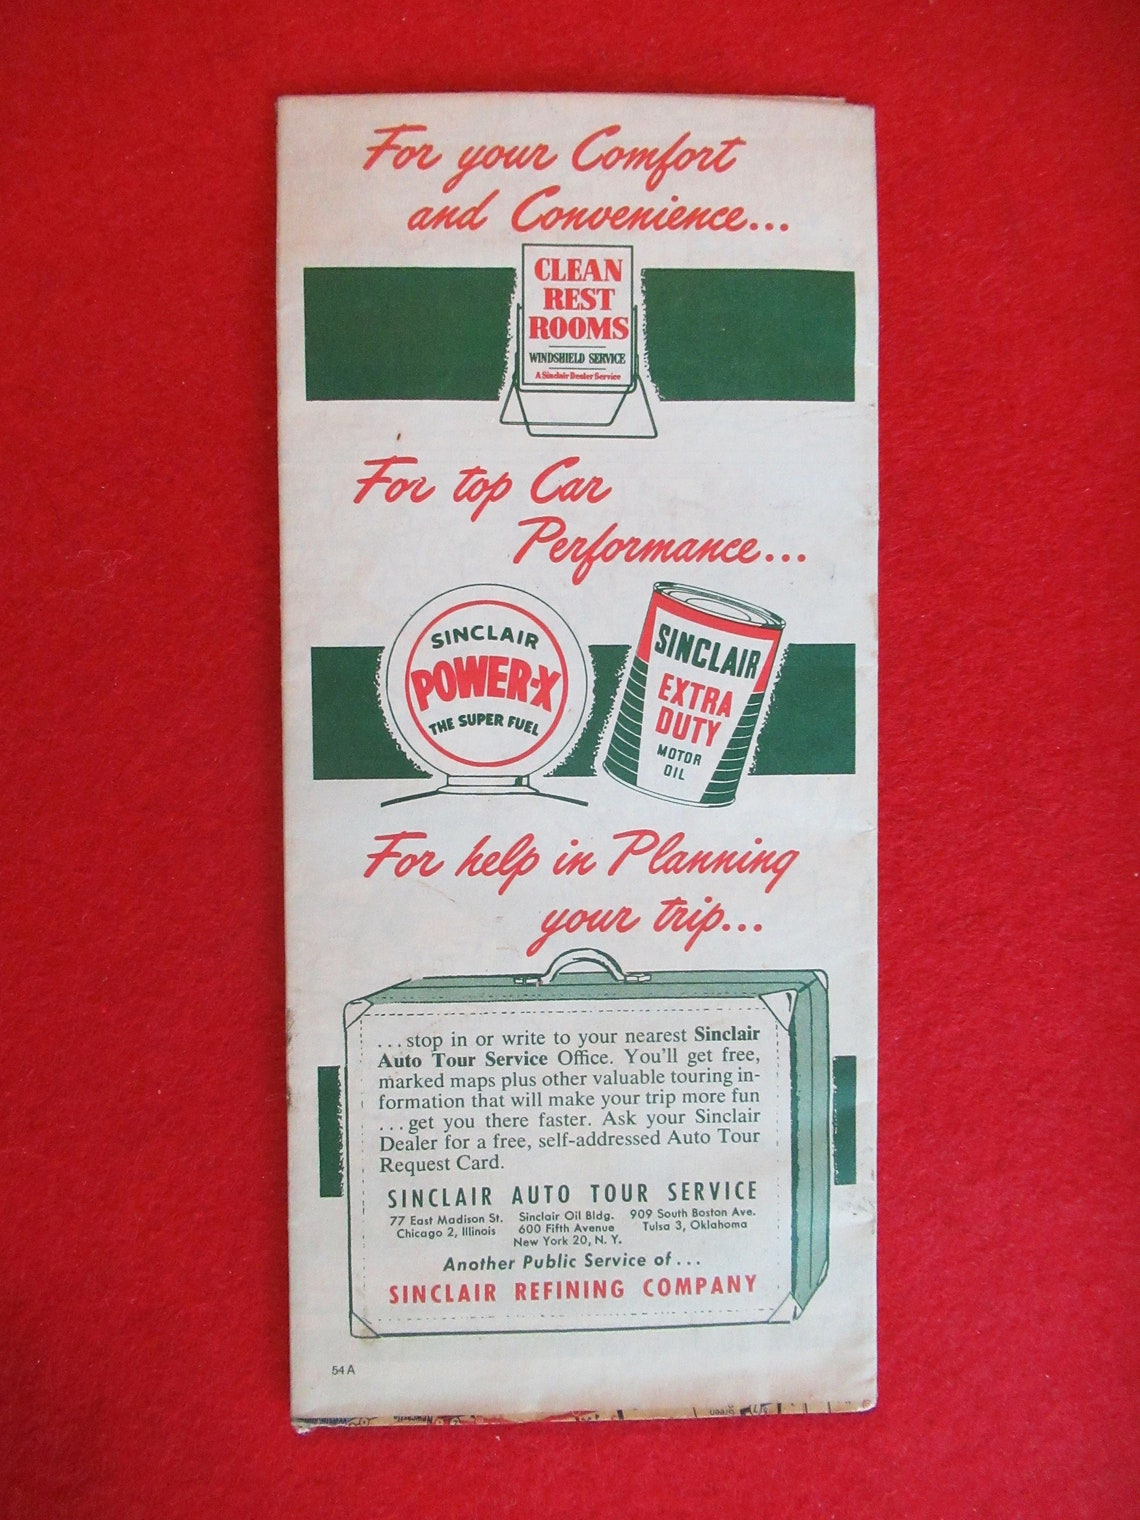 For your Comfort
and Convenience...
CLEAN
REST
ROOMS
WINDSHIELD SERVICE
A Sinclair Dealer Service
For top Car
Performance...
SINCLAIR
POWER-X
THE SUPER FUEL
SINCLAIR
EXTRA
DUTY
MOTOR
OIL
For help in Planning
your trip...
...stop in or write to your nearest Sinclair
Auto Tour Service Office. You'll get free,
marked maps plus other valuable touring in-
formation that will make your trip more fun
...get you there faster. Ask your Sinclair
Dealer for a free, self-addressed Auto Tour
Request Card.
SINCLAIR AUTO TOUR SERVICE
77 East Madison St.
Chicago 2, Illinois
Sinclair Oil Bldg.
600 Fifth Avenue
New York 20, N. Y.
909 South Boston Ave.
Tulsa 3, Oklahoma
Another Public Service of...
SINCLAIR REFINING COMPANY
54 A